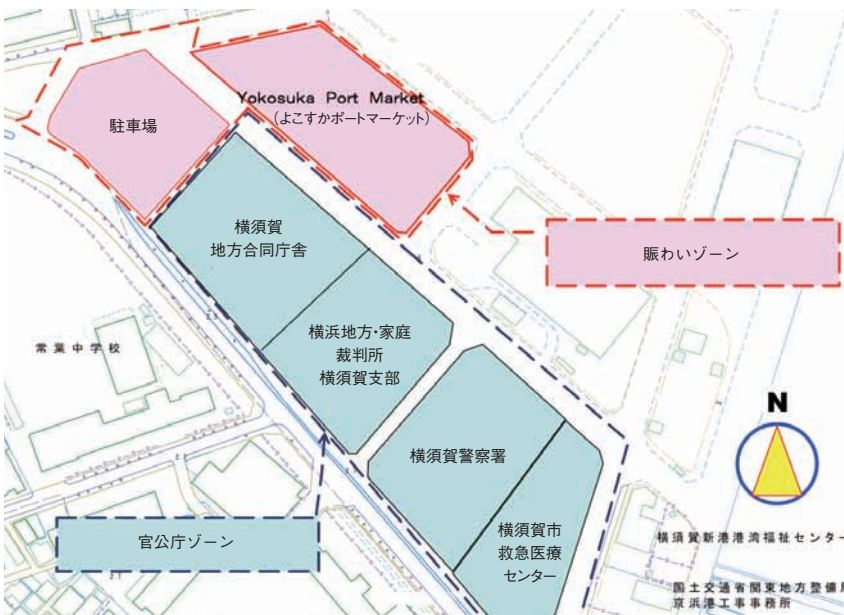 Yokosuka Port Market
(よこすかポートマーケット)
駐車場
横須賀
地方合同庁舎
賑わいゾーン
横浜地方・家庭
裁判所
横須賀支部
常葉中学校
横須賀警察署
N
横須賀市
救急医療
センター
官公庁ゾーン
横須賀新港港湾福祉センター
国土交通省関東地方整備局
京浜港工事事務所